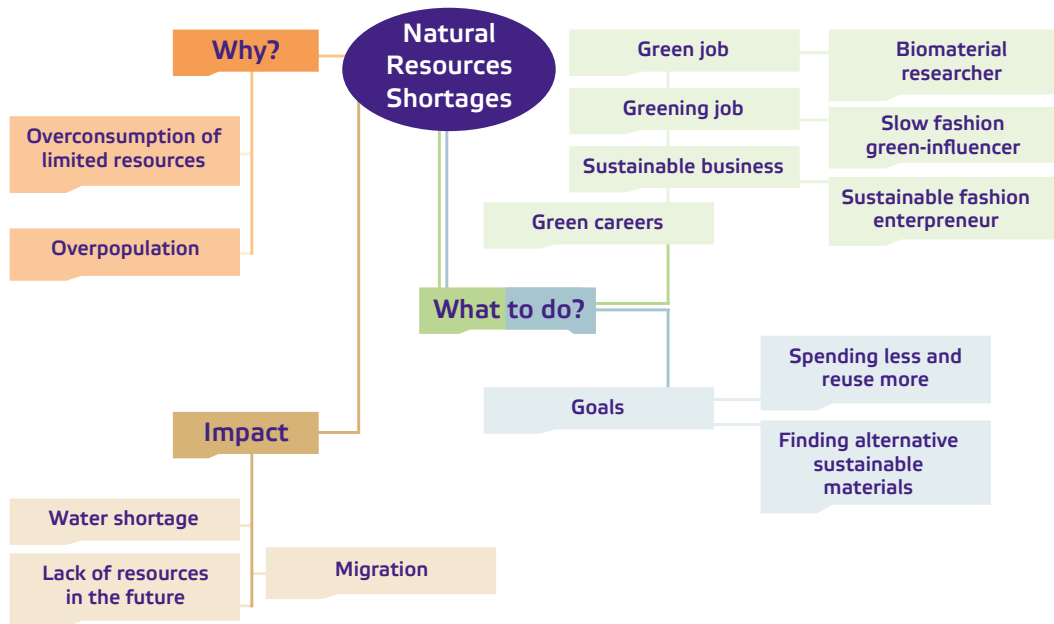 Natural
Resources
Shortages
Why?
Overconsumption of
limited resources
Overpopulation
Impact
Water shortage
Lack of resources
in the future
Migration
What to do?
Green careers
Green job
Biomaterial
researcher
Greening job
Slow fashion
green-influencer
Sustainable business
Sustainable fashion
enterpreneur
Goals
Spending less and
reuse more
Finding alternative
sustainable
materials